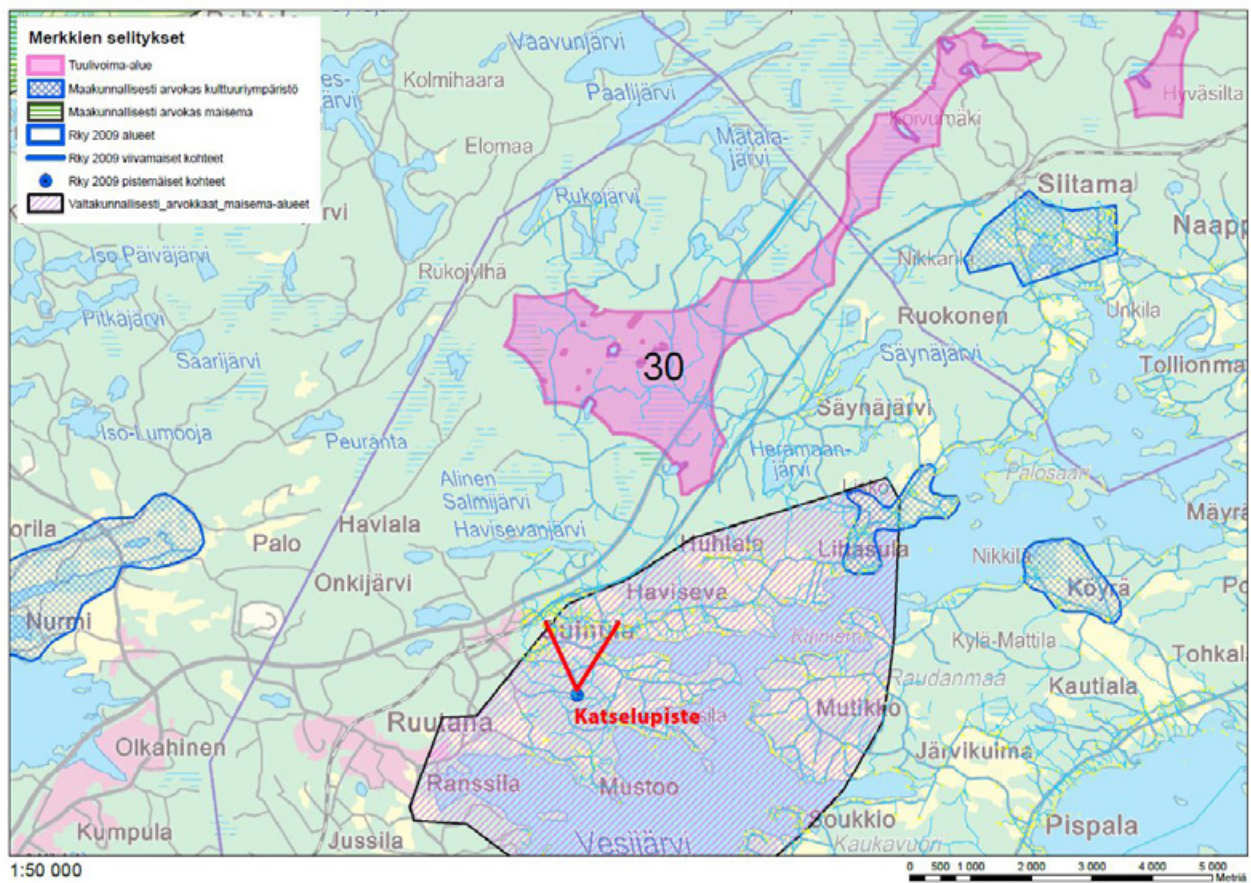 Merkkien selitykset
Tuulivoima-alue
Maakunnallisesti arvokas kulttuuriympäristö
Maakunnallisesti arvokas maisema
Rky 2009 alueet
Rky 2009 viivamaiset kohteet
Rky 2009 pistemäiset kohteet
Valtakunnallisesti_arvokkaat_maisema-alueet
Vaavunjärvi
Kolmihaara
Paalijärvi
Hyväsilta
Koivumäki
Elomaa
Matala-
järvi
Siitama
Rukojärvi
Naapp
Iso Päiväjärvi
Rukojylhä
Nikkarila
Pitkäjärvi
Ruokonen
Unkila
Saarijärvi
Säynäjärvi
30
Tollionma
Säynäjärvi
Iso-Lumooja
Peuranta
Heramaan-
järvi
Alinen
Salmijärvi
Palosaari
orila
Haviala
Havisevanjärvi
Mäyrä
Palo
Huhtala
Littasula
Nikkilä
Onkijärvi
Haviseva
Köyrä
Nurmi
Kylä-Mattila
Tohkala
Raudanmaa
Kautiala
Katselupiste
Mutikko
Ruutana
Olkahinen
Järvikulma
Ranssila
Mustoo
Kumpula
Jussila
Vesijärvi
Pispala
Kaukavuori
1:50 000
0 500 1 000 2 000 3 000 4 000 5 000
Metriä